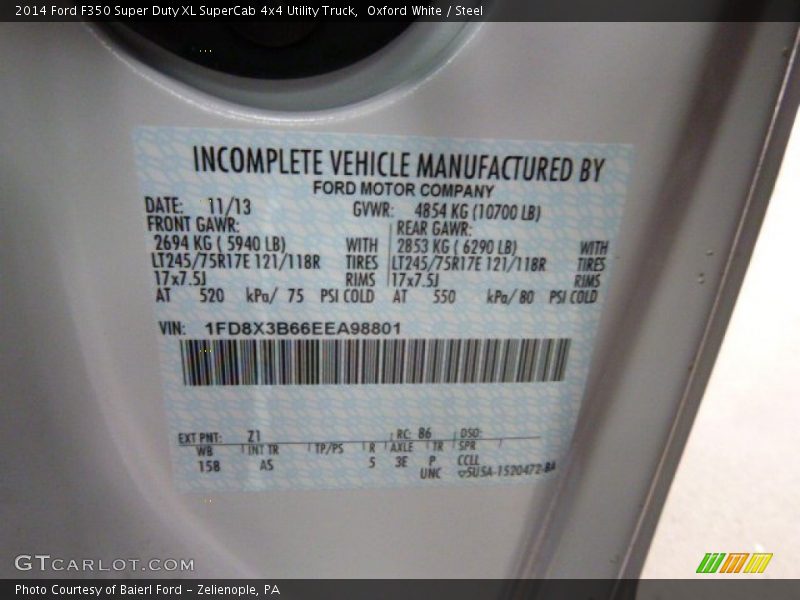 2014 Ford F350 Super Duty XL SuperCab 4x4 Utility Truck,  Oxford White / Steel
INCOMPLETE VEHICLE MANUFACTURED BY
FORD MOTOR COMPANY
DATE: 11/13 GVWR: 4854 KG (10700 LB)
FRONT GAWR: REAR GAWR:
2694 KG ( 5940 LB) WITH 2853 KG ( 6290 LB) WITH
LT245/75R17E 121/118R TIRES LT245/75R17E 121/118R TIRES
17x7.5J RIMS 17x7.5J RIMS
AT 520 kPa/ 75 PSI COLD AT 550 kPa/ 80 PSI COLD
VIN: 1FD8X3B66EEA98801
EXT PNT: Z1 RC: 86 DSO:
WB INT TR TP/PS R AXLE TR SPR
158 AS 5 3E P CCLL
UNC 5U5A-1520472-BA
GTCARLOT.COM
Photo Courtesy of Baierl Ford - Zelienople, PA